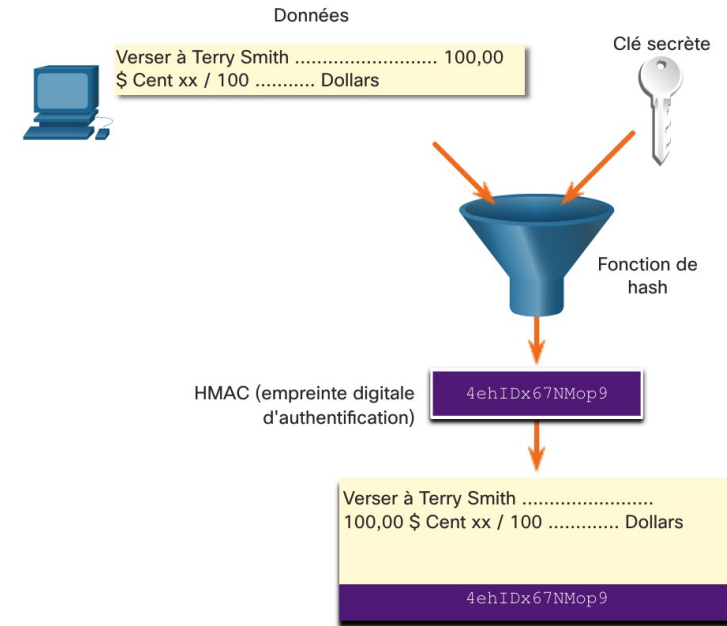 Données
Verser à Terry Smith .......................... 100,00
$ Cent xx / 100 ........... Dollars
Clé secrète
Fonction de
hash
HMAC (empreinte digitale
d'authentification)
4ehIDx67NMop9
Verser à Terry Smith ........................
100,00 $ Cent xx / 100 ............. Dollars
4ehIDx67NMop9